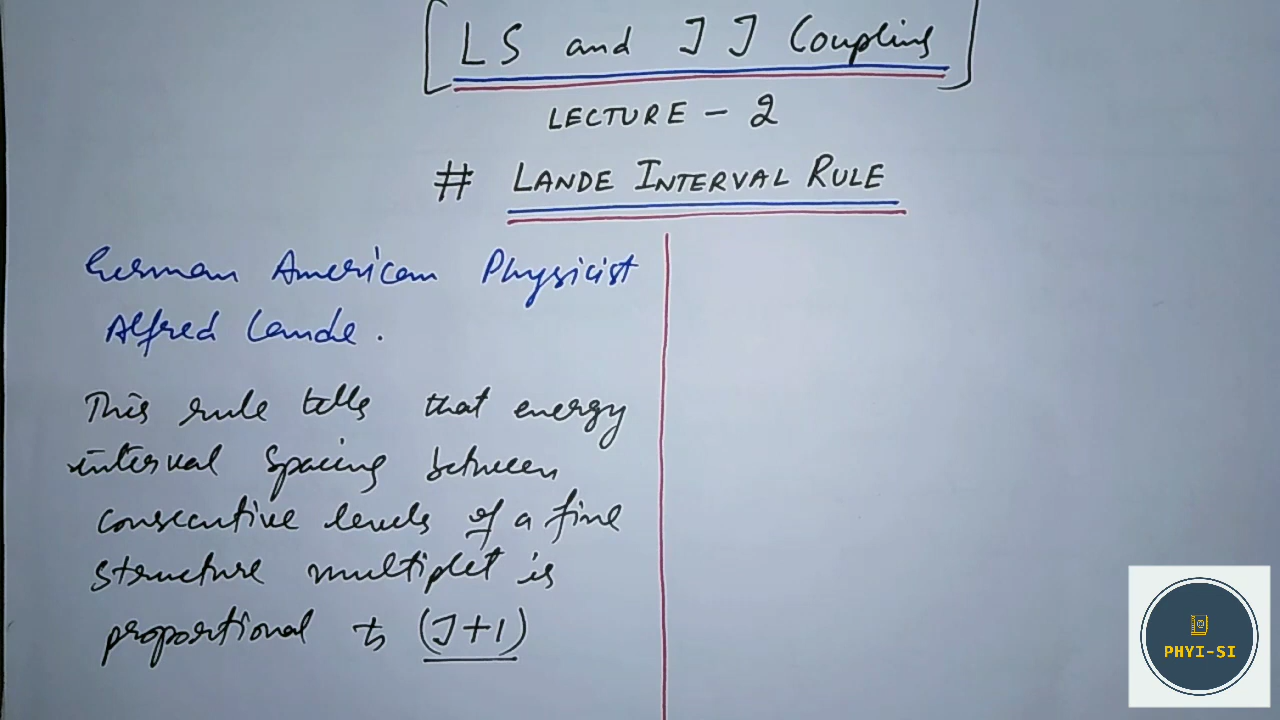 [LS and JJ Coupling]
LECTURE - 2
# LANDE INTERVAL RULE
German American Physicist
Alfred Lande.
This rule tells that energy
interval spacing between
consecutive levels of a fine
structure multiplet is
proportional to (J+1)
PHYI-SI